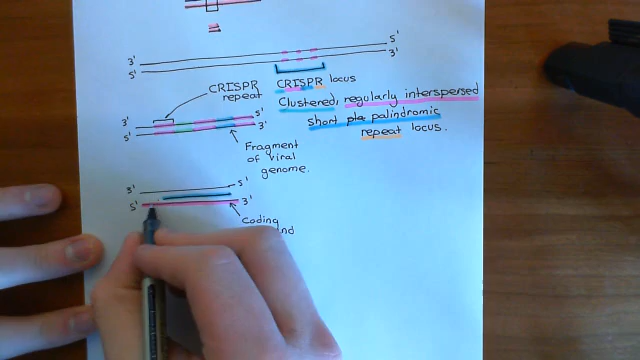 5'
3'
3'
5'
CRISPR locus
CRISPR
repeat
Clustered, regularly interspersed
short palindromic
repeat locus.
3'
5'
5'
3'
Fragment
of viral
genome.
3'
5'
5'
3'
Coding